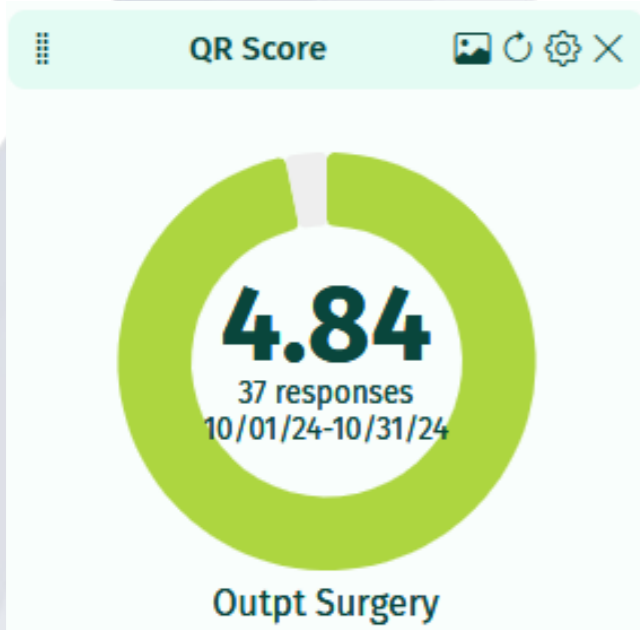 QR Score
4.84
37 responses
10/01/24-10/31/24
Outpt Surgery